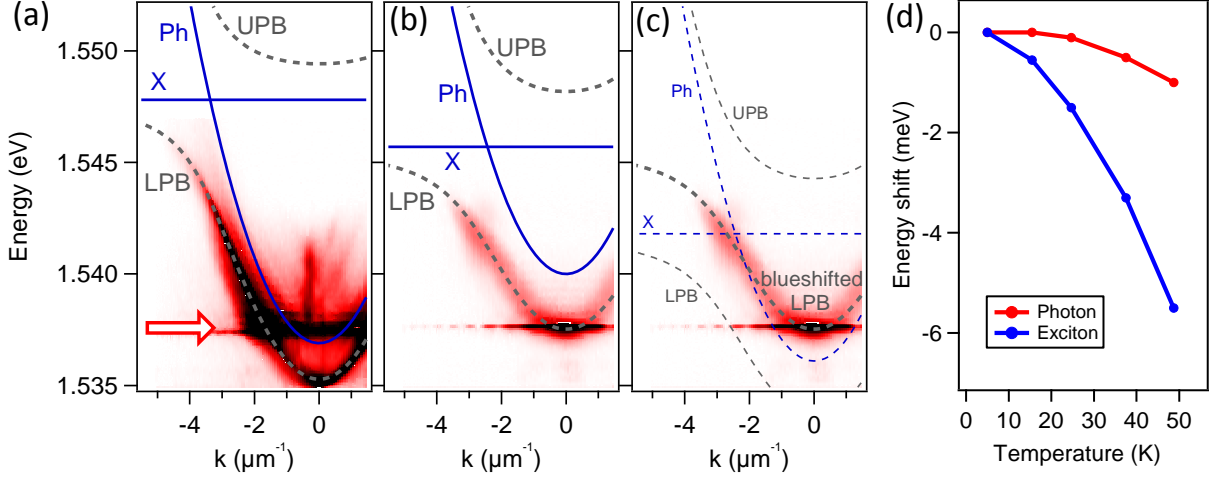 (a)
Ph
UPB
X
LPB
1.550
1.545
1.540
1.535
Energy (eV)
-4
-2
0
k (µm⁻¹)
(b)
UPB
Ph
X
LPB
-4
-2
0
k (µm⁻¹)
(c)
Ph
UPB
X
LPB
blueshifted
LPB
-4
-2
0
k (µm⁻¹)
(d)
0
-2
-4
-6
Energy shift (meV)
Photon
Exciton
0
10
20
30
40
50
Temperature (K)